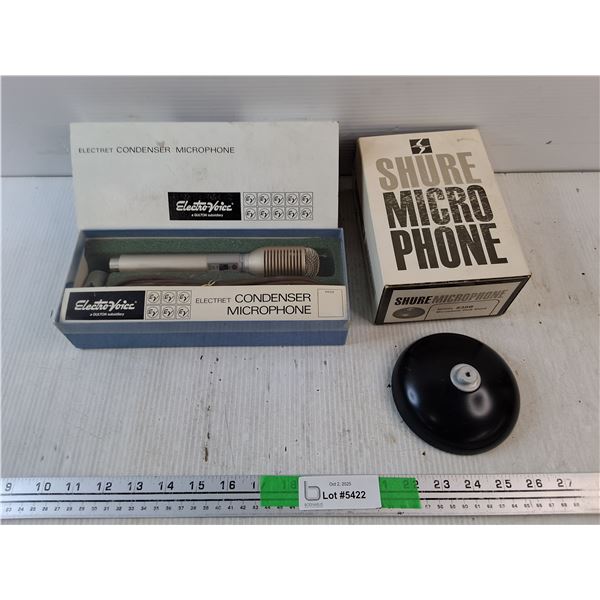 ELECTRET CONDENSER MICROPHONE
Electro-Voice
a GULTON subsidiary
Electro-Voice
a GULTON subsidiary
ELECTRET CONDENSER
MICROPHONE
SHURE
MICRO
PHONE
SHURE MICROPHONE
9 10 11 12 13 14 15 16 17 18 22 23 24 25 26 27
Oct 2, 2025
Lot #5422